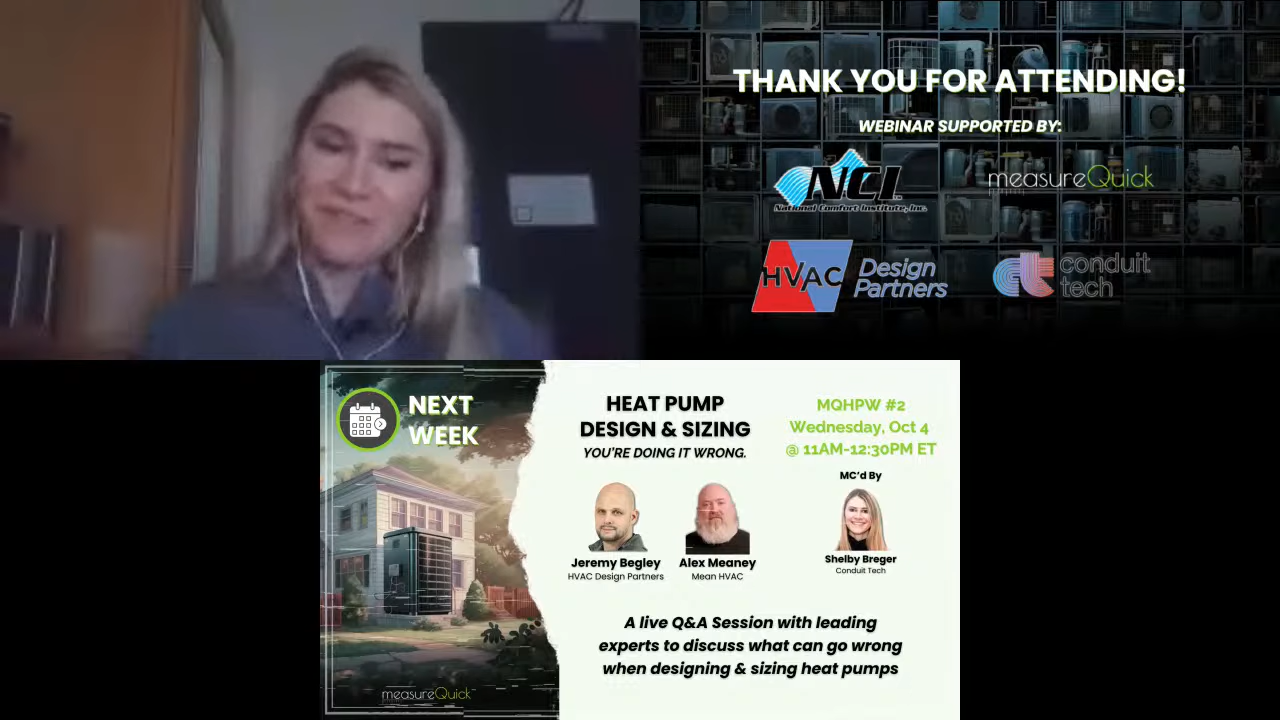 THANK YOU FOR ATTENDING!
WEBINAR SUPPORTED BY:
NCI
National Comfort Institute, Inc.
measureQuick
HVAC Design
Partners
ct conduit
tech
NEXT
WEEK
HEAT PUMP
DESIGN & SIZING
YOU'RE DOING IT WRONG.
MQHPW #2
Wednesday, Oct 4
@ 11AM-12:30PM ET
MC'd By
Jeremy Begley
HVAC Design Partners
Alex Meaney
Mean HVAC
Shelby Breger
Conduit Tech
A live Q&A Session with leading
experts to discuss what can go wrong
when designing & sizing heat pumps
measureQuick